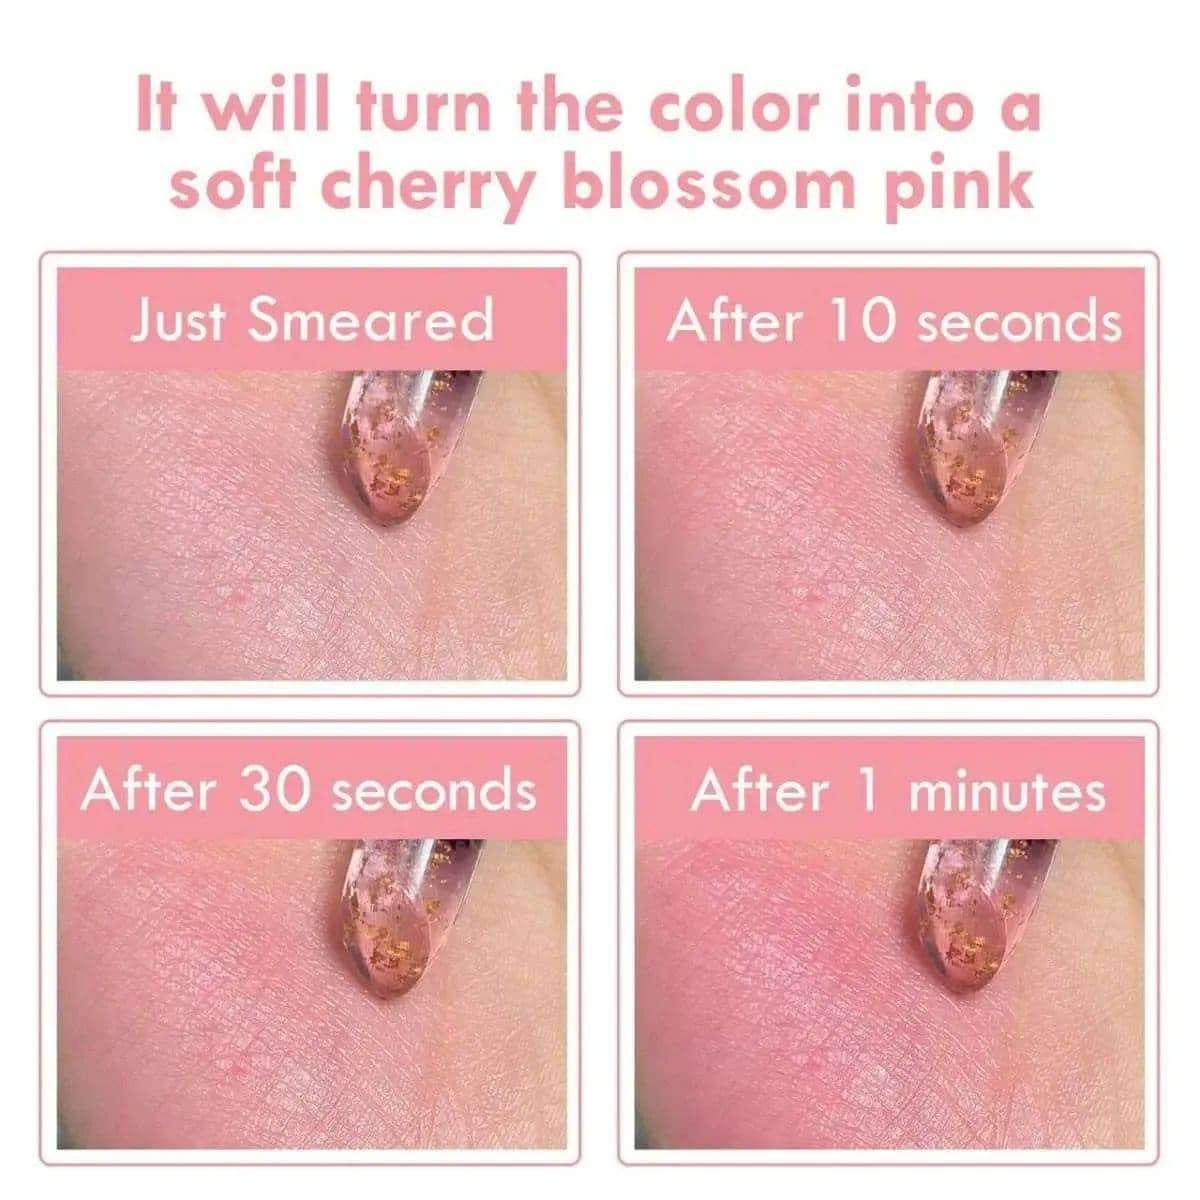 It will turn the color into a
soft cherry blossom pink
Just Smeared
After 10 seconds
After 30 seconds
After 1 minutes